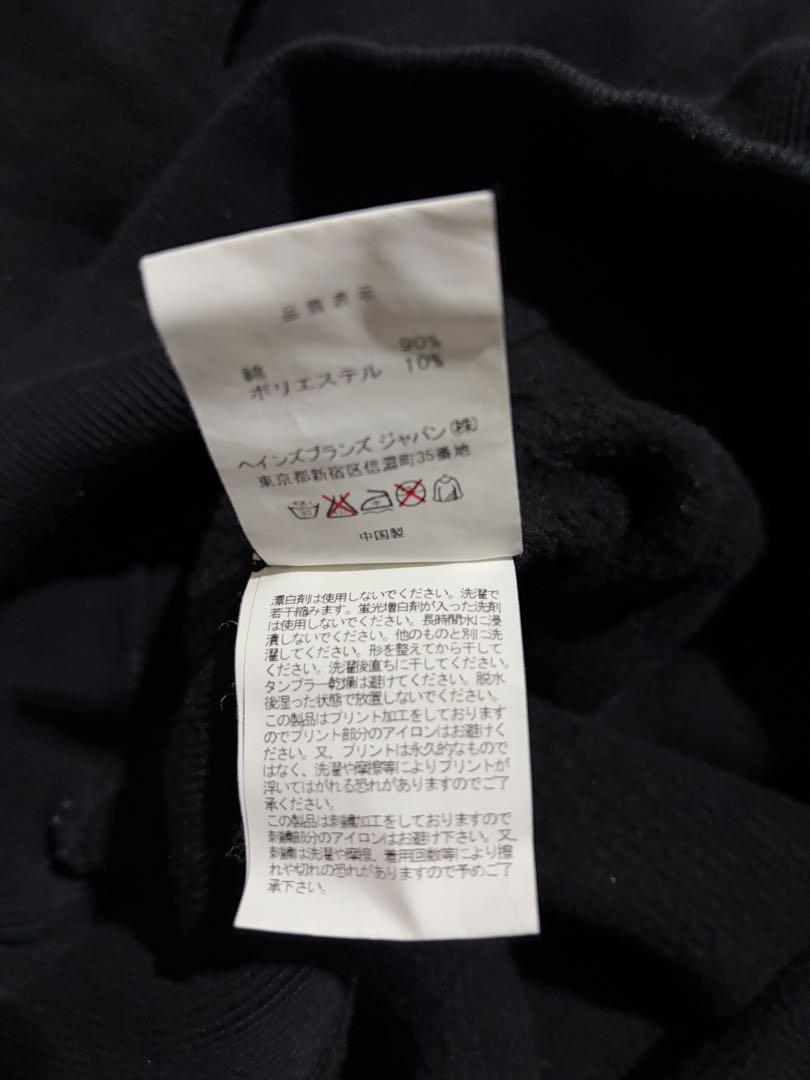 品質表示
綿 90%
ポリエステル 10%
ヘインズブランズ ジャパン(株)
東京都新宿区信濃町35番地
中国製
漂白剤は使用しないでください。洗濯で
若干縮みます。蛍光増白剤が入った洗剤
は使用しないでください。長時間水に浸
漬しないでください。他のものと別に洗
濯してください。形を整えてから干して
ください。洗濯後直ちに干してください。
タンブラー乾燥は避けてください。脱水
後湿った状態で放置しないでください。
この製品はプリント加工をしております
のでプリント部分のアイロンはお避けく
ださい。又、プリントは永久的なもので
はなく、洗濯や摩擦等によりプリントが
浮いてはがれる恐れがありますのでご了
承ください。
この製品は刺繍加工をしておりますので
刺繍部分のアイロンはお避け下さい。又
刺繍は洗濯や摩擦、着用回数等により擦
れや切れの恐れがありますので予めご了
承下さい。